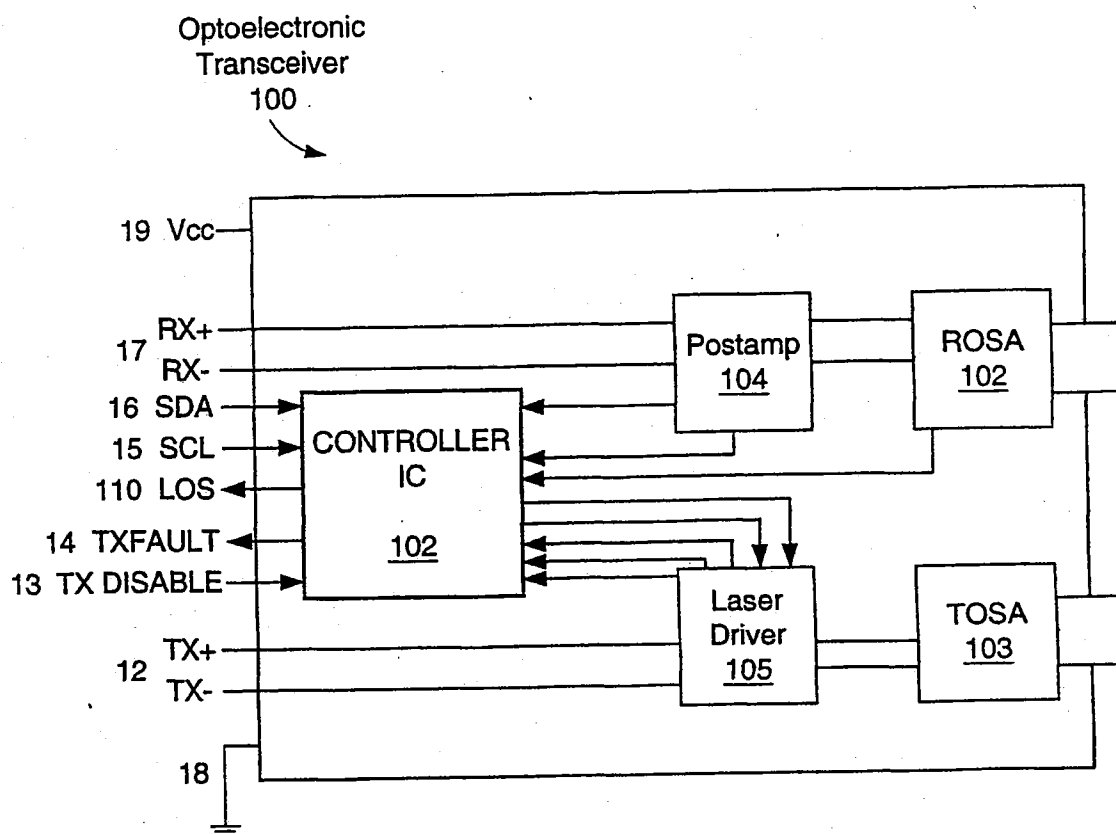 Optoelectronic
Transceiver
100
19 Vcc
RX+
17
RX-
16 SDA
15 SCL
110 LOS
14 TXFAULT
13 TX DISABLE
TX+
12
TX-
18
CONTROLLER
IC
102
Postamp
104
ROSA
102
Laser
Driver
105
TOSA
103